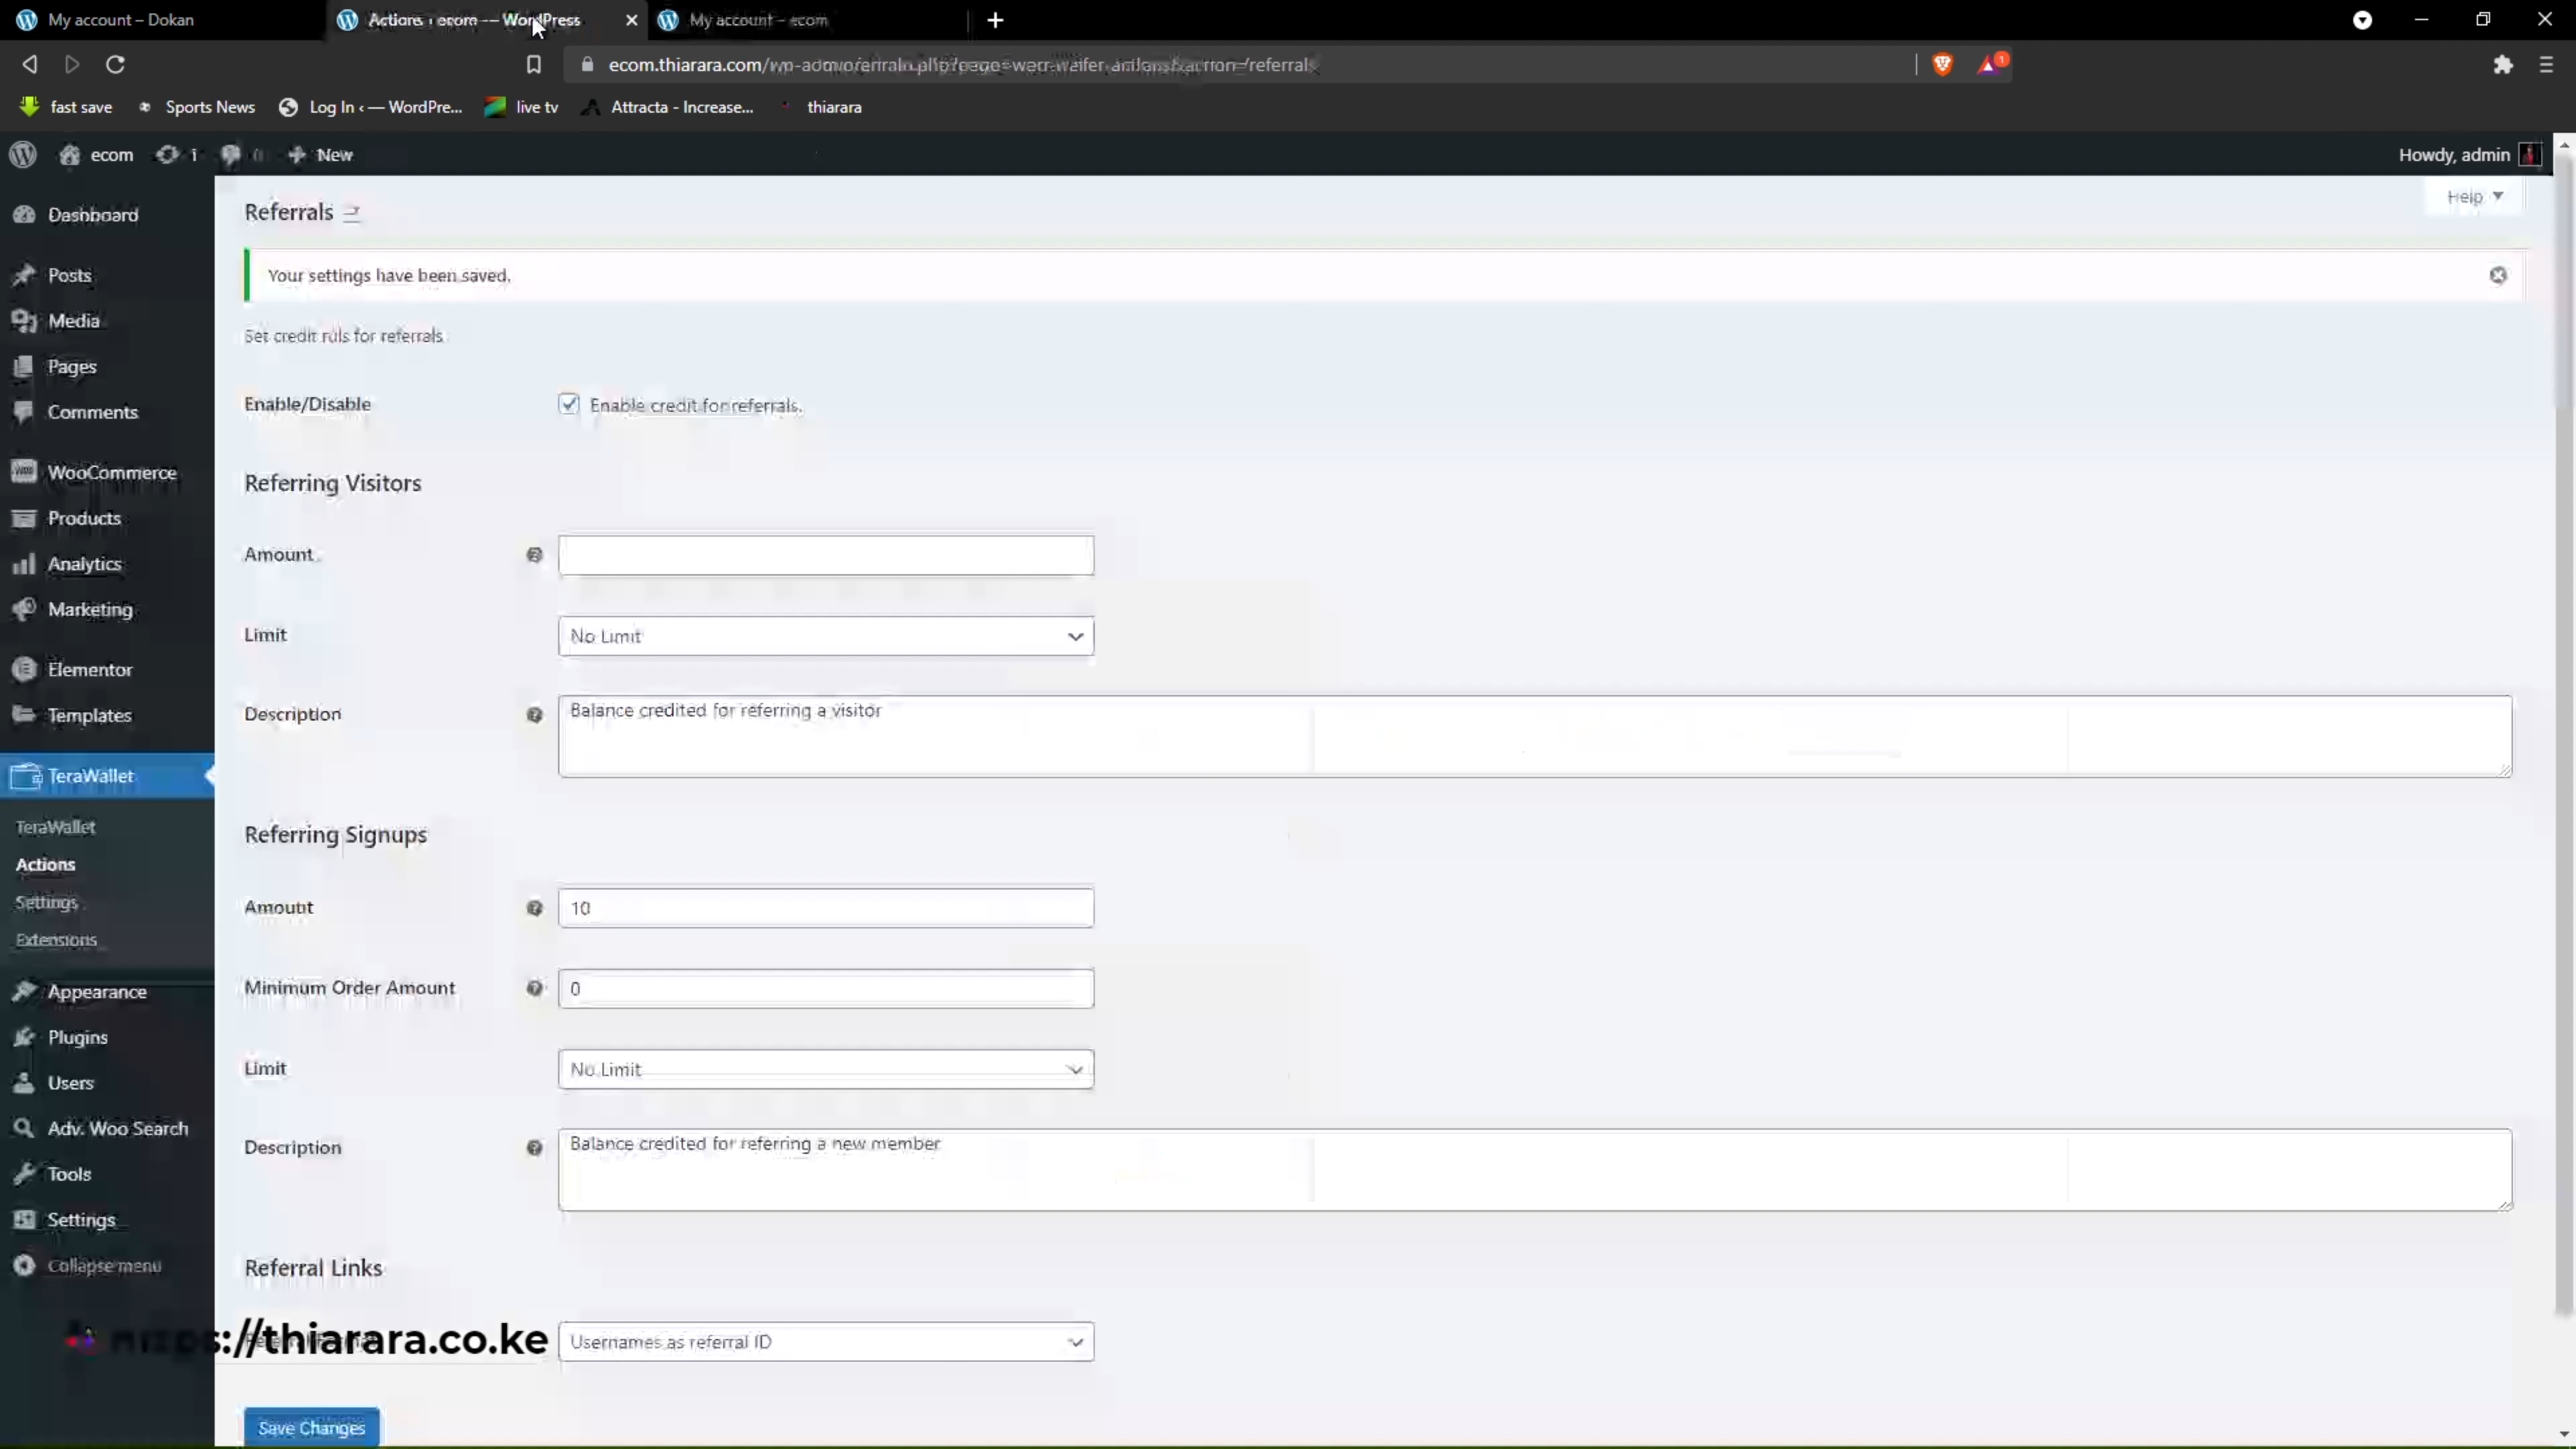 My account – Dokan
Actions ‹ ecom — WordPress
My account – ecom
ecom.thiarara.com/
1
fast save
Sports News
Log In ‹ — WordPre...
live tv
Attracta - Increase...
thiarara
ecom
1
0
New
Howdy, admin
Dashboard
Posts
Media
Pages
Comments
WooCommerce
Products
Analytics
Marketing
Elementor
Templates
TeraWallet
TeraWallet
Actions
Settings
Extensions
Appearance
Plugins
Users
Adv. Woo Search
Tools
Settings
Collapse menu
Help
Referrals
Your settings have been saved.
Set credit ruls for referrals
Enable/Disable
Enable credit for referrals.
Referring Visitors
Amount
Limit
No Limit
Description
Balance credited for referring a visitor
Referring Signups
Amount
10
Minimum Order Amount
0
Limit
No Limit
Description
Balance credited for referring a new member
Referral Links
Usernames as referral ID
Save Changes
://thiarara.co.ke